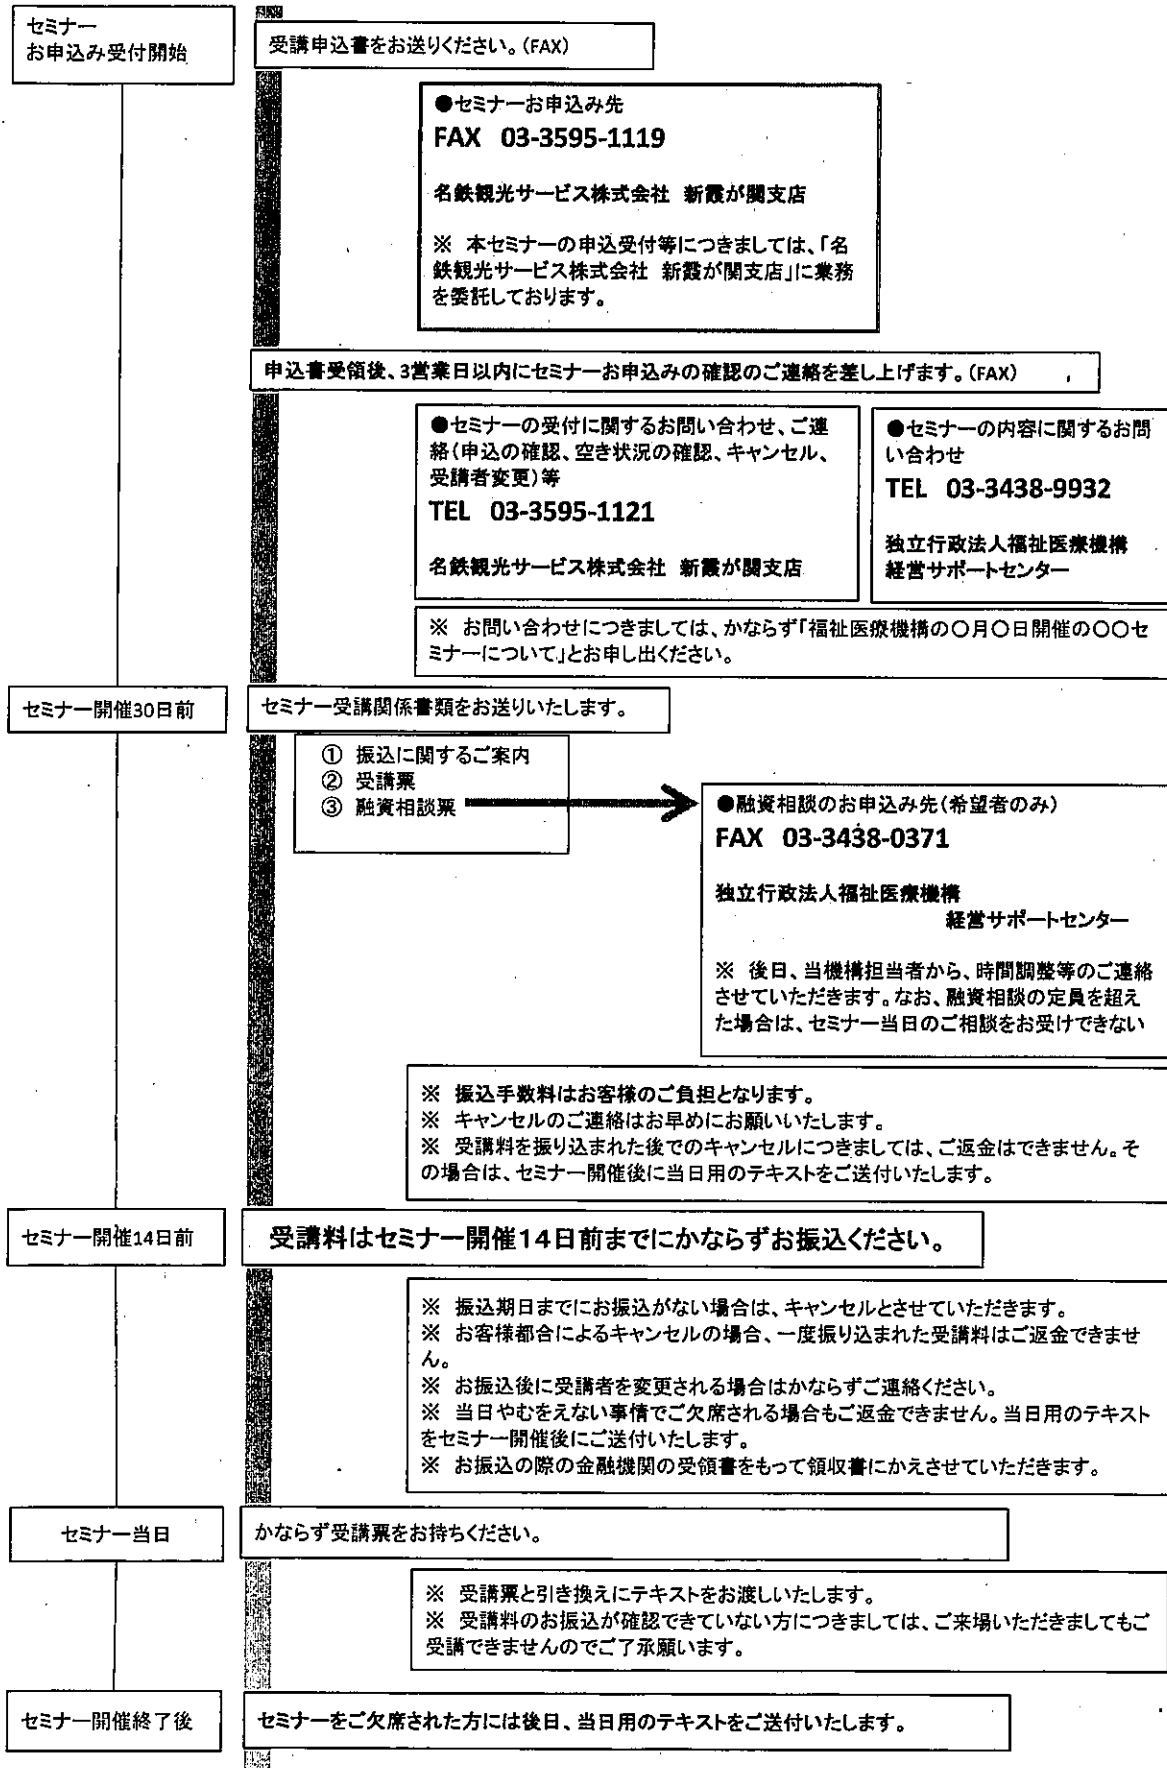 セミナー
お申込み受付開始
受講申込書をお送りください。(FAX)
●セミナーお申込み先
FAX 03-3595-1119
名鉄観光サービス株式会社 新霞が関支店
※ 本セミナーの申込受付等につきましては、「名
鉄観光サービス株式会社 新霞が関支店」に業務
を委託しております。
申込書受領後、3営業日以内にセミナーお申込みの確認のご連絡を差し上げます。(FAX)
●セミナーの受付に関するお問い合わせ、ご連
絡(申込の確認、空き状況の確認、キャンセル、
受講者変更)等
TEL 03-3595-1121
名鉄観光サービス株式会社 新霞が関支店
●セミナーの内容に関するお問
い合わせ
TEL 03-3438-9932
独立行政法人福祉医療機構
経営サポートセンター
※ お問い合わせにつきましては、かならず「福祉医療機構の○月○日開催の○○セ
ミナーについて」とお申し出ください。
セミナー開催30日前
セミナー受講関係書類をお送りいたします。
① 振込に関するご案内
② 受講票
③ 融資相談票
●融資相談のお申込み先(希望者のみ)
FAX 03-3438-0371
独立行政法人福祉医療機構
経営サポートセンター
※ 後日、当機構担当者から、時間調整等のご連絡
させていただきます。なお、融資相談の定員を超え
た場合は、セミナー当日のご相談をお受けできない
※ 振込手数料はお客様のご負担となります。
※ キャンセルのご連絡はお早めにお願いいたします。
※ 受講料を振り込まれた後でのキャンセルにつきましては、ご返金はできません。そ
の場合は、セミナー開催後に当日用のテキストをご送付いたします。
セミナー開催14日前
受講料はセミナー開催14日前までにかならずお振込ください。
※ 振込期日までにお振込がない場合は、キャンセルとさせていただきます。
※ お客様都合によるキャンセルの場合、一度振り込まれた受講料はご返金できませ
ん。
※ お振込後に受講者を変更される場合はかならずご連絡ください。
※ 当日やむをえない事情でご欠席される場合もご返金できません。当日用のテキスト
をセミナー開催後にご送付いたします。
※ お振込の際の金融機関の受領書をもって領収書にかえさせていただきます。
セミナー当日
かならず受講票をお持ちください。
※ 受講票と引き換えにテキストをお渡しいたします。
※ 受講料のお振込が確認できていない方につきましては、ご来場いただきましてもご
受講できませんのでご了承願います。
セミナー開催終了後
セミナーをご欠席された方には後日、当日用のテキストをご送付いたします。